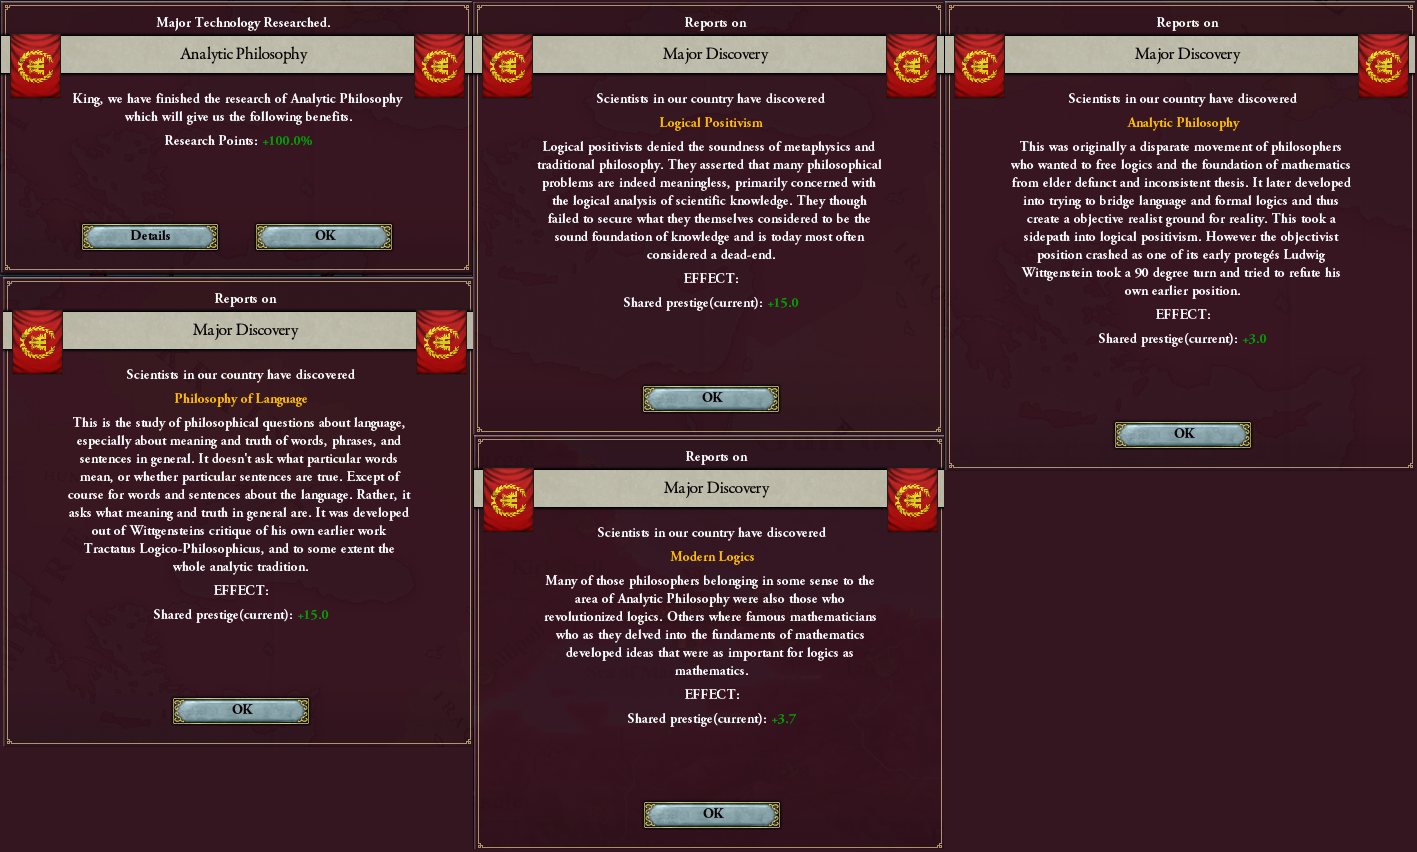 Major Technology Researched.
Analytic Philosophy
King, we have finished the research of Analytic Philosophy
which will give us the following benefits.
Research Points: +100.0%
Details
OK
Reports on
Major Discovery
Scientists in our country have discovered
Philosophy of Language
This is the study of philosophical questions about language,
especially about meaning and truth of words, phrases, and
sentences in general. It doesn't ask what particular words
mean, or whether particular sentences are true. Except of
course for words and sentences about the language. Rather, it
asks what meaning and truth in general are. It was developed
out of Wittgensteins critique of his own earlier work
Tractatus Logico-Philosophicus, and to some extent the
whole analytic tradition.
EFFECT:
Shared prestige(current): +15.0
OK
Reports on
Major Discovery
Scientists in our country have discovered
Logical Positivism
Logical positivists denied the soundness of metaphysics and
traditional philosophy. They asserted that many philosophical
problems are indeed meaningless, primarily concerned with
the logical analysis of scientific knowledge. They though
failed to secure what they themselves considered to be the
sound foundation of knowledge and is today most often
considered a dead-end.
EFFECT:
Shared prestige(current): +15.0
OK
Reports on
Major Discovery
Scientists in our country have discovered
Modern Logics
Many of those philosophers belonging in some sense to the
area of Analytic Philosophy were also those who
revolutionized logics. Others where famous mathematicians
who as they delved into the fundaments of mathematics
developed ideas that were as important for logics as
mathematics.
EFFECT:
Shared prestige(current): +3.7
OK
Reports on
Major Discovery
Scientists in our country have discovered
Analytic Philosophy
This was originally a disparate movement of philosophers
who wanted to free logics and the foundation of mathematics
from elder defunct and inconsistent thesis. It later developed
into trying to bridge language and formal logics and thus
create a objective realist ground for reality. This took a
sidepath into logical positivism. However the objectivist
position crashed as one of its early protegés Ludwig
Wittgenstein took a 90 degree turn and tried to refute his
own earlier position.
EFFECT:
Shared prestige(current): +3.0
OK